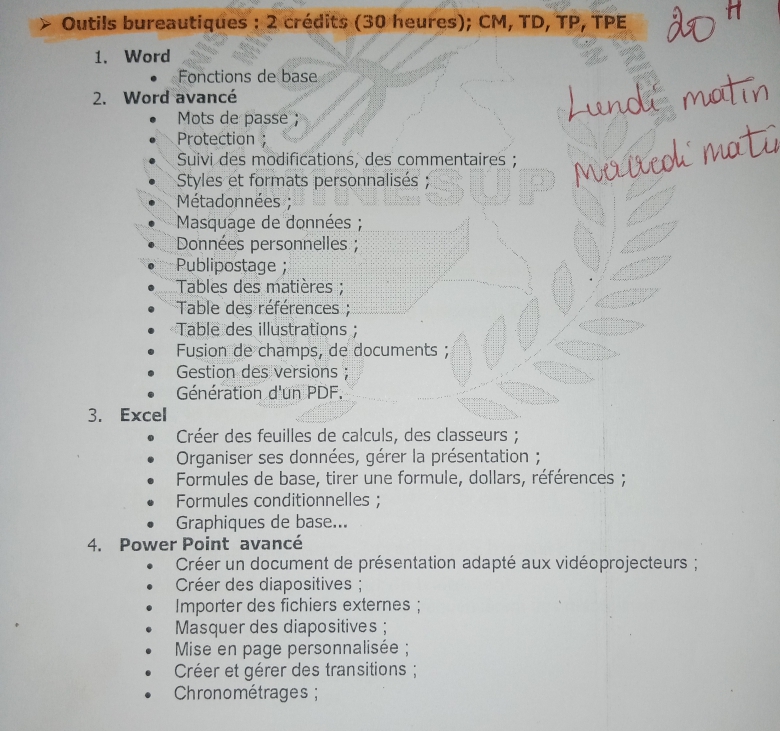 ➢ Outils bureautiques : 2 crédits (30 heures); CM, TD, TP, TPE
20 H
1. Word
• Fonctions de base
Lundi matin
2. Word avancé
• Mots de passe ;
• Protection ;
• Suivi des modifications, des commentaires ;
matin
• Styles et formats personnalisés ;
MINESUP
• Métadonnées ;
• Masquage de données ;
• Données personnelles ;
• Publipostage ;
• Tables des matières ;
• Table des références ;
• Table des illustrations ;
• Fusion de champs, de documents ;
• Gestion des versions ;
• Génération d'un PDF.
3. Excel
• Créer des feuilles de calculs, des classeurs ;
• Organiser ses données, gérer la présentation ;
• Formules de base, tirer une formule, dollars, références ;
• Formules conditionnelles ;
• Graphiques de base...
4. Power Point avancé
• Créer un document de présentation adapté aux vidéoprojecteurs ;
• Créer des diapositives ;
• Importer des fichiers externes ;
• Masquer des diapositives ;
• Mise en page personnalisée ;
• Créer et gérer des transitions ;
• Chronométrages ;